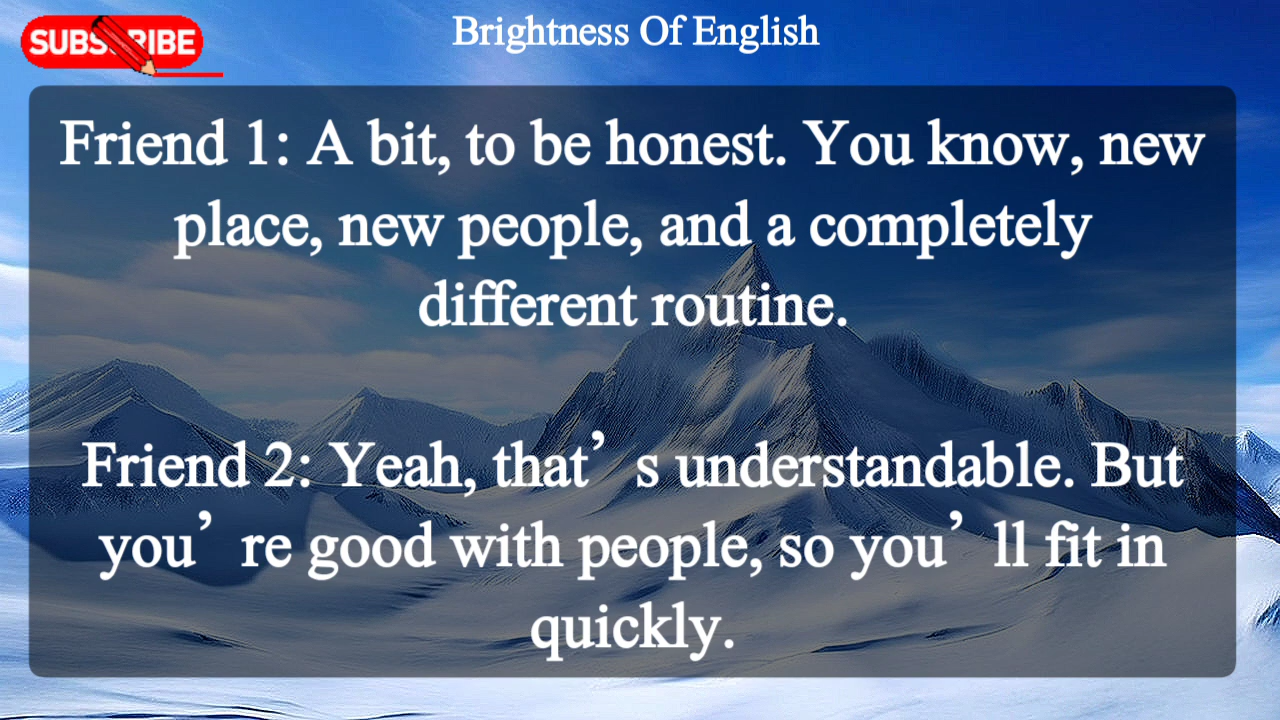 SUBSCRIBE
Brightness Of English
Friend 1: A bit, to be honest. You know, new
place, new people, and a completely
different routine.
Friend 2: Yeah, that’s understandable. But
you’re good with people, so you’ll fit in
quickly.